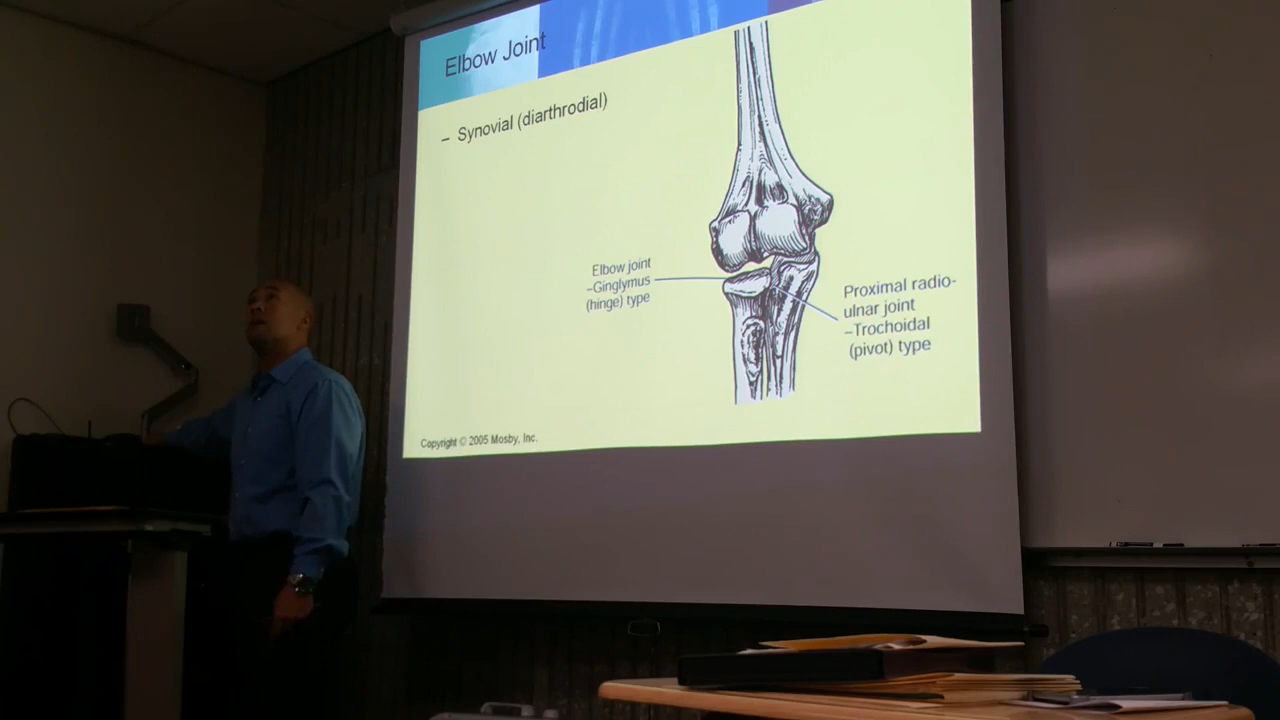 Elbow Joint
– Synovial (diarthrodial)
Elbow joint
–Ginglymus
(hinge) type
Proximal radio-
ulnar joint
–Trochoidal
(pivot) type
Copyright © 2005 Mosby, Inc.